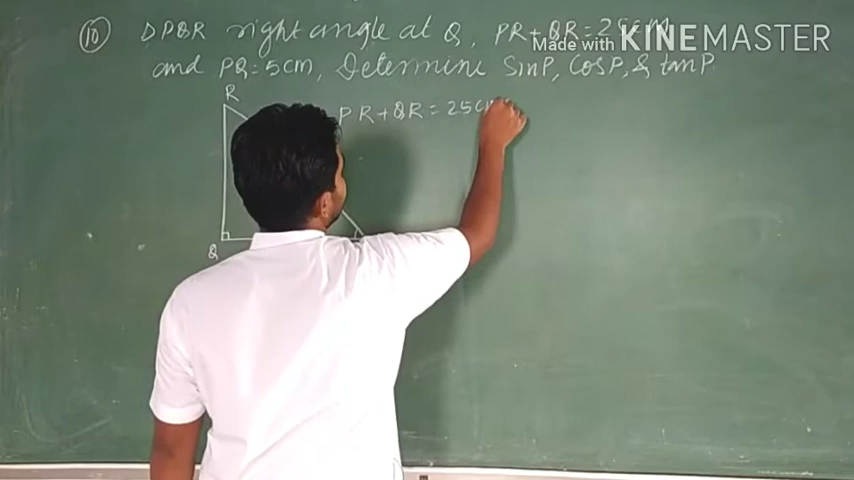 10 △PQR right angle at Q, PR+QR=25cm
Made with KINEMASTER
and PQ=5cm, Determine SinP, CosP, & tanP.
R
PR+QR=25cm
Q